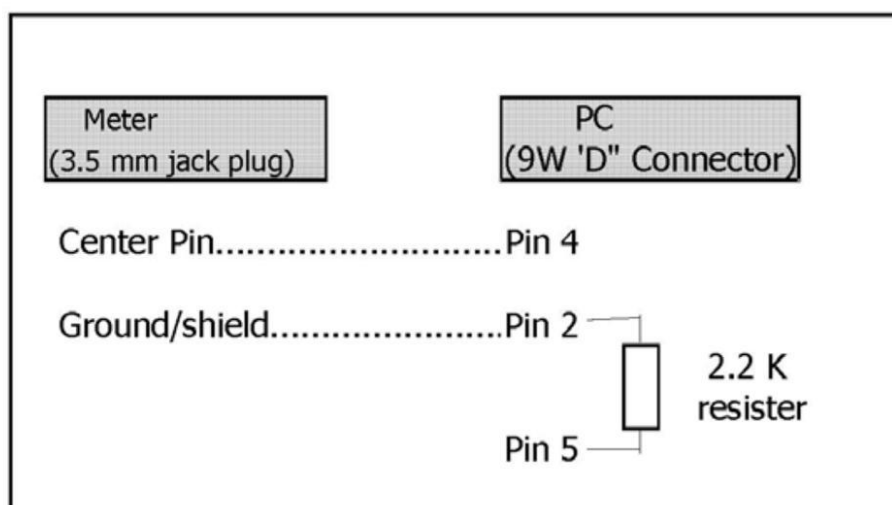 Meter
(3.5 mm jack plug)
PC
(9W 'D" Connector)
Center Pin............................Pin 4
Ground/shield......................Pin 2
2.2 K
resister
Pin 5